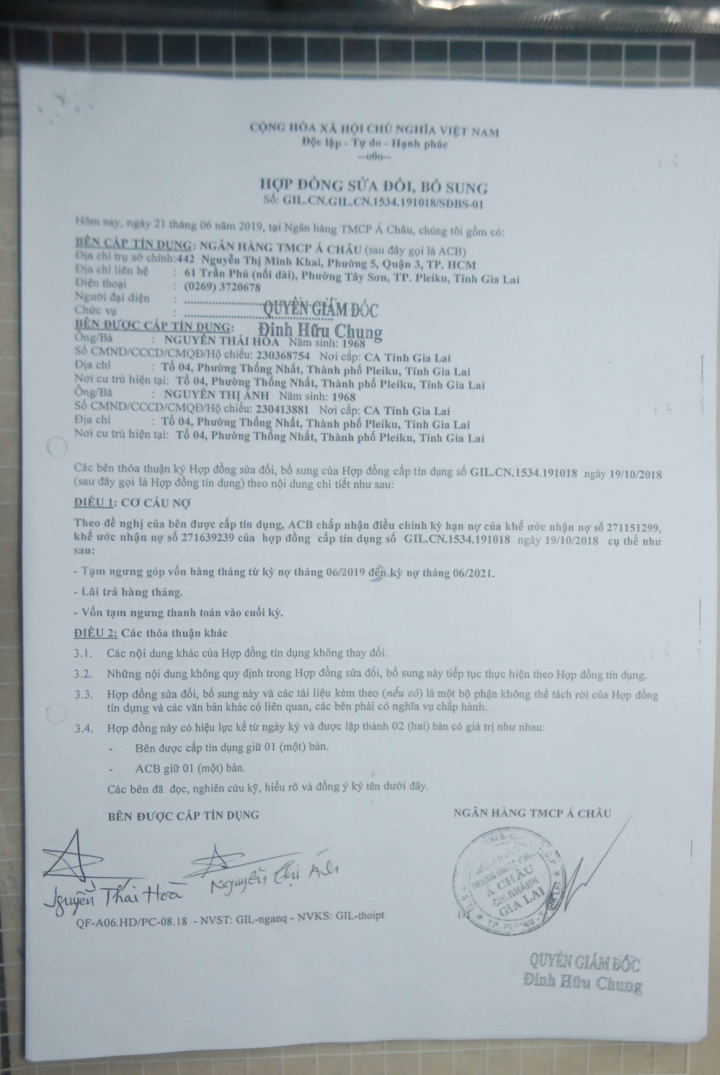 CỘNG HÒA XÃ HỘI CHỦ NGHĨA VIỆT NAM
Độc lập - Tự do - Hạnh phúc
--o0o--
HỢP ĐỒNG SỬA ĐỔI, BỔ SUNG
Số: GIL.CN.GIL.CN.1534.191018/SĐBS-01
Hôm nay, ngày 21 tháng 06 năm 2019, tại Ngân hàng TMCP Á Châu, chúng tôi gồm có:
BÊN CẤP TÍN DỤNG: NGÂN HÀNG TMCP Á CHÂU (sau đây gọi là ACB)
Địa chỉ trụ sở chính:442 Nguyễn Thị Minh Khai, Phường 5, Quận 3, TP. HCM
Địa chỉ liên hệ : 61 Trần Phú (nối dài), Phường Tây Sơn, TP. Pleiku, Tỉnh Gia Lai
Điện thoại : (0269) 3720678
Người đại diện :
Chức vụ : QUYỀN GIÁM ĐỐC
BÊN ĐƯỢC CẤP TÍN DỤNG: Đinh Hữu Chung
Ông/Bà : NGUYỄN THÁI HÒA Năm sinh: 1968
Số CMND/CCCD/CMQĐ/Hộ chiếu: 230368754 Nơi cấp: CA Tỉnh Gia Lai
Địa chỉ : Tổ 04, Phường Thống Nhất, Thành phố Pleiku, Tỉnh Gia Lai
Nơi cư trú hiện tại: Tổ 04, Phường Thống Nhất, Thành phố Pleiku, Tỉnh Gia Lai
Ông/Bà : NGUYỄN THỊ ÁNH Năm sinh: 1968
Số CMND/CCCD/CMQĐ/Hộ chiếu: 230413881 Nơi cấp: CA Tỉnh Gia Lai
Địa chỉ : Tổ 04, Phường Thống Nhất, Thành phố Pleiku, Tỉnh Gia Lai
Nơi cư trú hiện tại: Tổ 04, Phường Thống Nhất, Thành phố Pleiku, Tỉnh Gia Lai
Các bên thỏa thuận ký Hợp đồng sửa đổi, bổ sung của Hợp đồng cấp tín dụng số GIL.CN.1534.191018 ngày 19/10/2018
(sau đây gọi là Hợp đồng tín dụng) theo nội dung chi tiết như sau:
ĐIỀU 1: CƠ CẤU NỢ
Theo đề nghị của bên được cấp tín dụng, ACB chấp nhận điều chỉnh kỳ hạn nợ của khế ước nhận nợ số 271151299,
khế ước nhận nợ số 271639239 của hợp đồng cấp tín dụng số GIL.CN.1534.191018 ngày 19/10/2018 cụ thể như
sau:
- Tạm ngưng góp vốn hàng tháng từ kỳ nợ tháng 06/2019 đến kỳ nợ tháng 06/2021.
- Lãi trả hàng tháng.
- Vốn tạm ngưng thanh toán vào cuối kỳ.
ĐIỀU 2: Các thỏa thuận khác
3.1. Các nội dung khác của Hợp đồng tín dụng không thay đổi.
3.2. Những nội dung không quy định trong Hợp đồng sửa đổi, bổ sung này tiếp tục thực hiện theo Hợp đồng tín dụng.
3.3. Hợp đồng sửa đổi, bổ sung này và các tài liệu kèm theo (nếu có) là một bộ phận không thể tách rời của Hợp đồng
tín dụng và các văn bản khác có liên quan, các bên phải có nghĩa vụ chấp hành.
3.4. Hợp đồng này có hiệu lực kể từ ngày ký và được lập thành 02 (hai) bản có giá trị như nhau:
- Bên được cấp tín dụng giữ 01 (một) bản.
- ACB giữ 01 (một) bản.
Các bên đã đọc, nghiên cứu kỹ, hiểu rõ và đồng ý ký tên dưới đây.
BÊN ĐƯỢC CẤP TÍN DỤNG NGÂN HÀNG TMCP Á CHÂU
Nguyễn Thái Hoà Nguyễn Thị Ánh
Á CHÂU
CHI NHÁNH
GIA LAI
QF-A06.HD/PC-08.18 - NVST: GIL-nganq - NVKS: GIL-thoipt
QUYỀN GIÁM ĐỐC
Đinh Hữu Chung